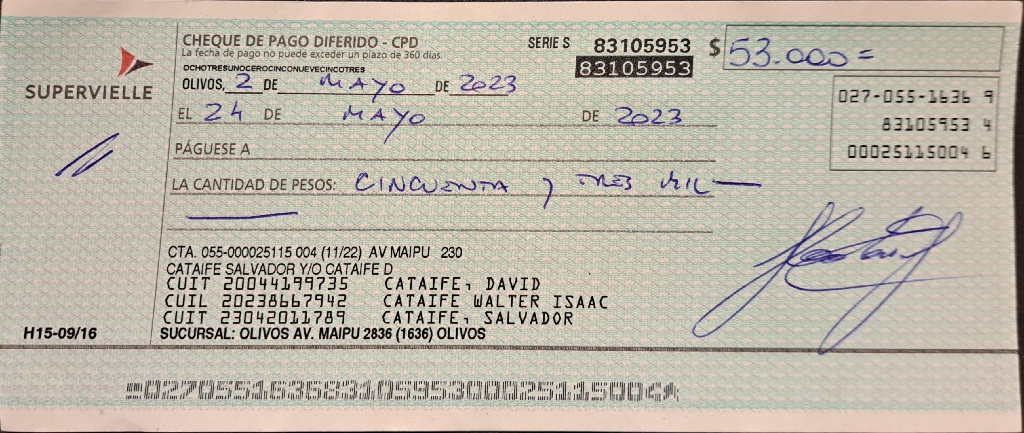 SUPERVIELLE
CHEQUE DE PAGO DIFERIDO - CPD
La fecha de pago no puede exceder un plazo de 360 días.
OCHOTRESUNOCEROCINCONUEVECINCOTRES
SERIE S 83105953 $ 53.000=
83105953
OLIVOS, 2 DE MAYO DE 2023
EL 24 DE MAYO DE 2023
027-055-1636 9
83105953 4
00025115004 6
PÁGUESE A
LA CANTIDAD DE PESOS: CINCUENTA y TRES MIL
CTA. 055-000025115 004 (11/22) AV MAIPU 230
CATAIFE SALVADOR Y/O CATAIFE D
CUIT 20044199735 CATAIFE, DAVID
CUIL 20238667942 CATAIFE WALTER ISAAC
CUIT 23042011789 CATAIFE, SALVADOR
H15-09/16
SUCURSAL: OLIVOS AV. MAIPU 2836 (1636) OLIVOS